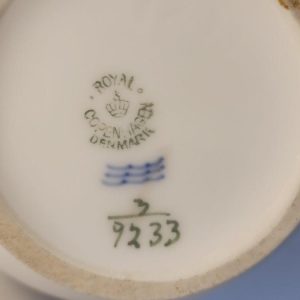 ROYAL
COPENHAGEN
DENMARK
3
9233